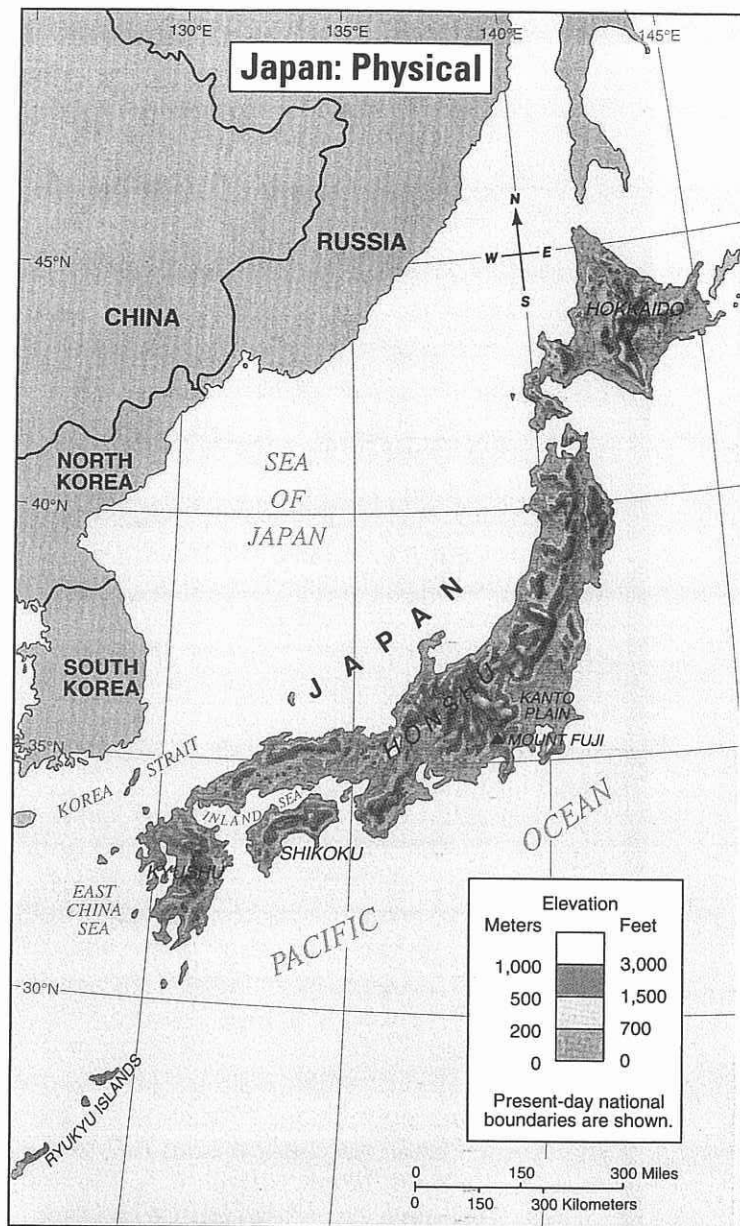 130°E
135°E
140°E
145°E
Japan: Physical
N
W
E
S
45°N
RUSSIA
CHINA
HOKKAIDO
NORTH
KOREA
SEA
OF
JAPAN
40°N
JAPAN
SOUTH
KOREA
HONSHU
KANTO
PLAIN
MOUNT FUJI
35°N
KOREA STRAIT
INLAND SEA
OCEAN
SHIKOKU
KYUSHU
EAST
CHINA
SEA
PACIFIC
30°N
RYUKYU ISLANDS
Elevation
Meters Feet
1,000 3,000
500 1,500
200 700
0 0
Present-day national
boundaries are shown.
0 150 300 Miles
0 150 300 Kilometers